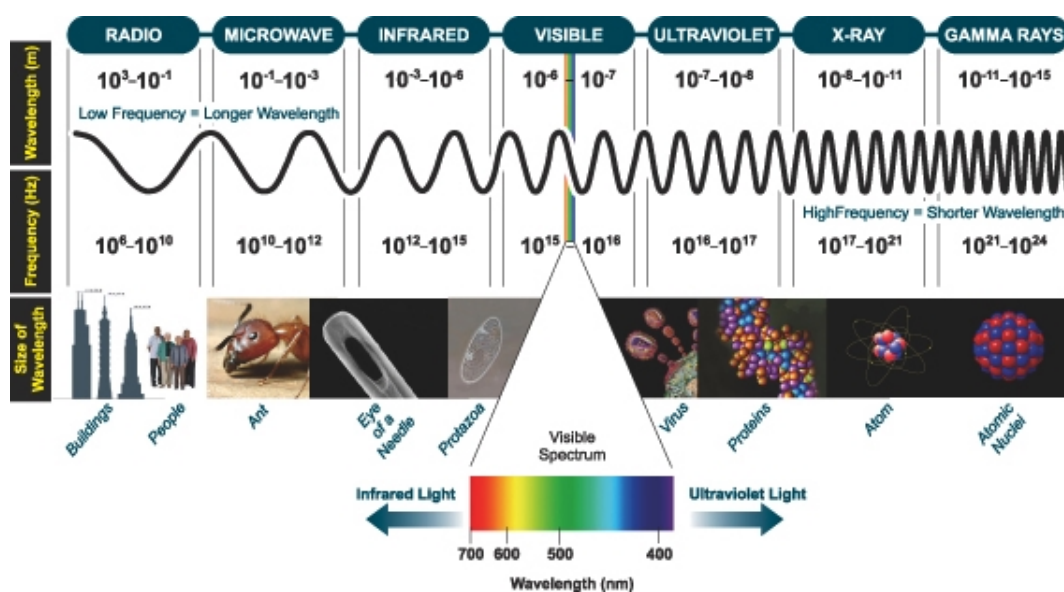 RADIO MICROWAVE INFRARED VISIBLE ULTRAVIOLET X-RAY GAMMA RAYS
Wavelength (m)
10³–10⁻¹ 10⁻¹–10⁻³ 10⁻³–10⁻⁶ 10⁻⁶ – 10⁻⁷ 10⁻⁷–10⁻⁸ 10⁻⁸–10⁻¹¹ 10⁻¹¹–10⁻¹⁵
Low Frequency = Longer Wavelength
HighFrequency = Shorter Wavelength
Frequency (Hz)
10⁶–10¹⁰ 10¹⁰–10¹² 10¹²–10¹⁵ 10¹⁵ – 10¹⁶ 10¹⁶–10¹⁷ 10¹⁷–10²¹ 10²¹–10²⁴
Size of
Wavelength
Buildings
People
Ant
Eye
of a
Needle
Protazoa
Virus
Proteins
Atom
Atomic
Nuclei
Visible
Spectrum
Infrared Light
Ultraviolet Light
700 600 500 400
Wavelength (nm)